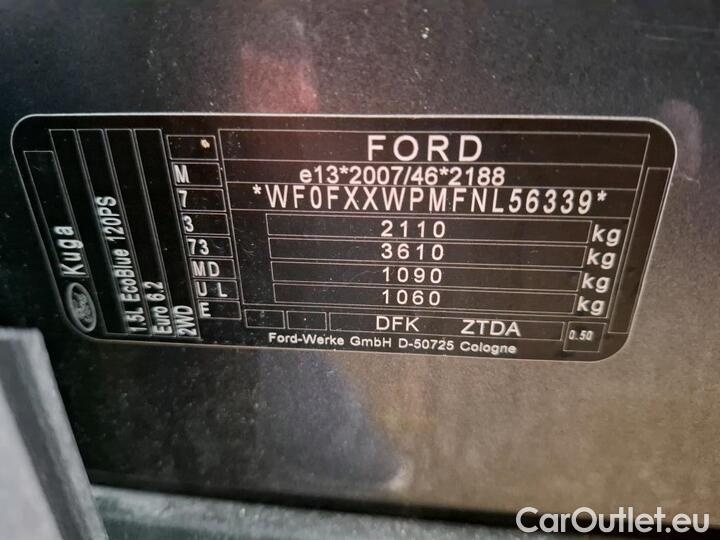 FORD
e13*2007/46*2188
*WF0FXXWPMFNL56339*
2110 kg
3610 kg
1090 kg
1060 kg
DFK ZTDA 0.50
Ford-Werke GmbH D-50725 Cologne
M
7
3
73
MD
UL
E
Ford Kuga
1.5L EcoBlue 120PS
Euro 6.2
2WD
CarOutlet.eu